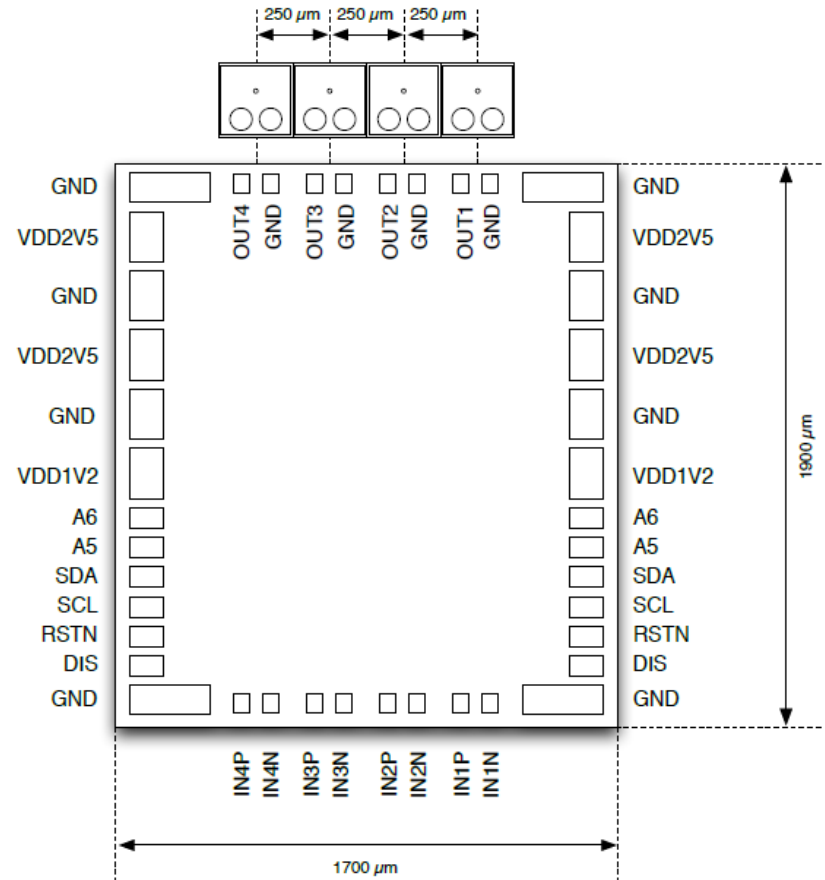 250 µm 250 µm 250 µm
GND OUT4 GND OUT3 GND OUT2 GND OUT1 GND GND
VDD2V5 VDD2V5
GND GND
VDD2V5 VDD2V5
GND GND
1900 µm
VDD1V2 VDD1V2
A6 A6
A5 A5
SDA SDA
SCL SCL
RSTN RSTN
DIS DIS
GND GND
IN4P IN4N IN3P IN3N IN2P IN2N IN1P IN1N
1700 µm